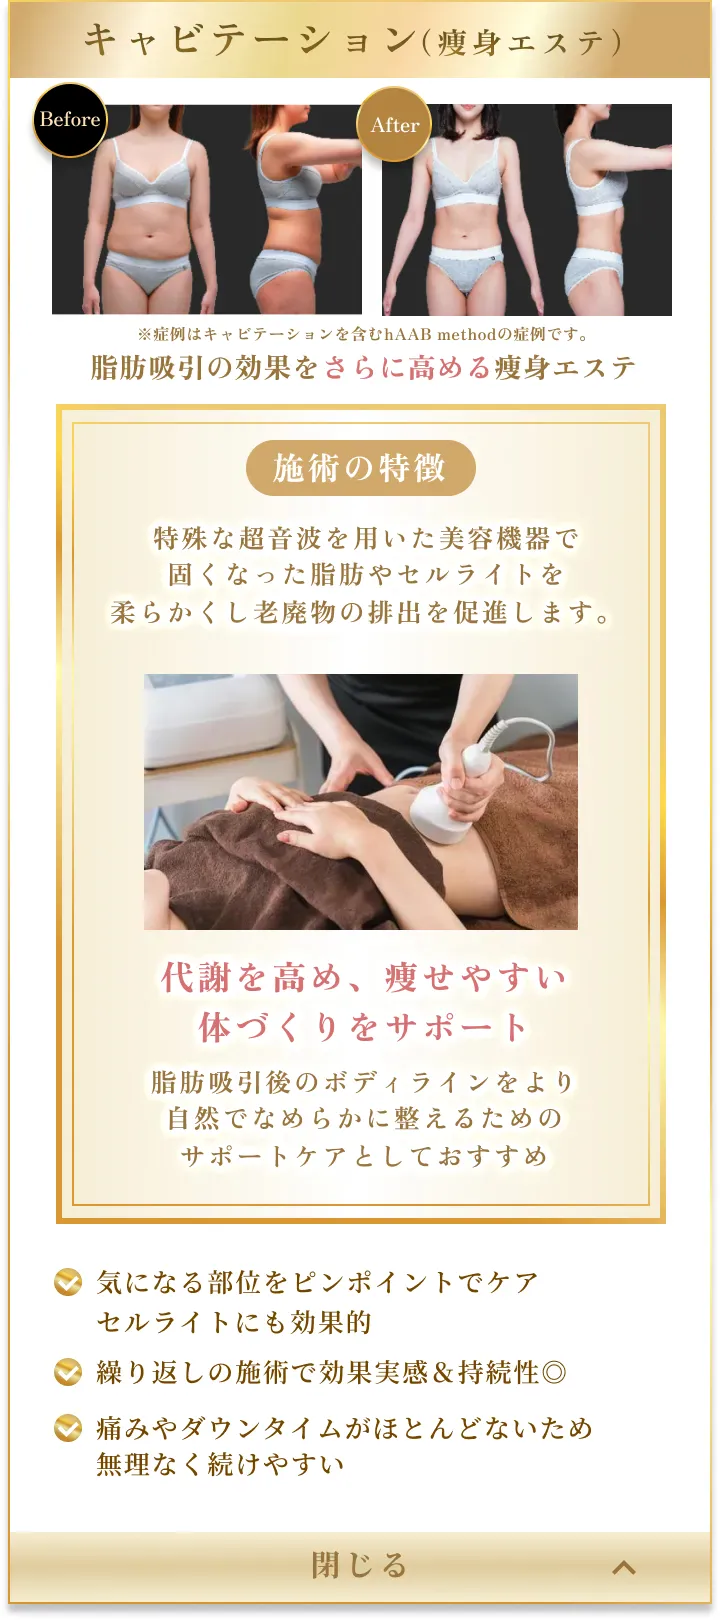 キャビテーション(痩身エステ)
Before
After
※症例はキャビテーションを含むhAAB methodの症例です。
脂肪吸引の効果をさらに高める痩身エステ
施術の特徴
特殊な超音波を用いた美容機器で
固くなった脂肪やセルライトを
柔らかくし老廃物の排出を促進します。
代謝を高め、痩せやすい
体づくりをサポート
脂肪吸引後のボディラインをより
自然でなめらかに整えるための
サポートケアとしておすすめ
気になる部位をピンポイントでケア
セルライトにも効果的
繰り返しの施術で効果実感＆持続性◎
痛みやダウンタイムがほとんどないため
無理なく続けやすい
閉じる